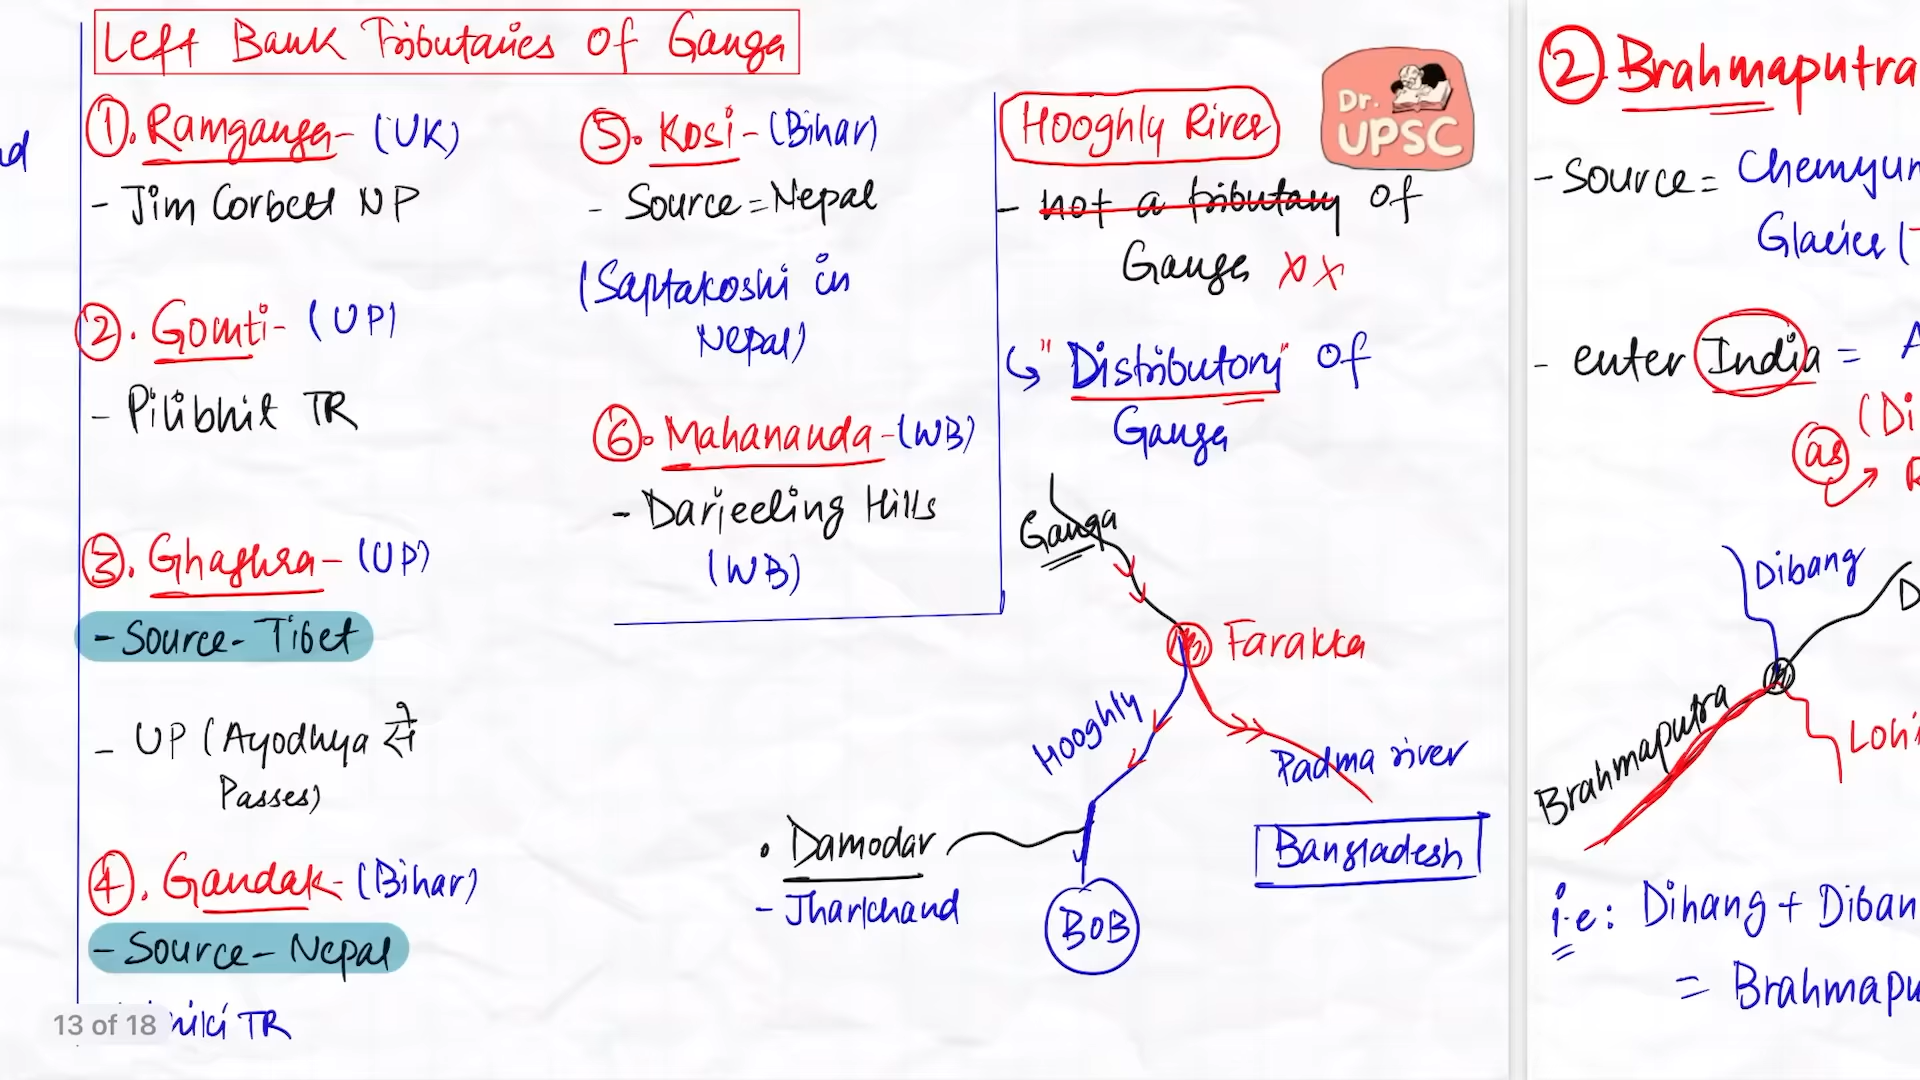 Left Bank Tributaries Of Ganga
①. Ramganga- (UK)
- Jim Corbett NP
②. Gomti- (UP)
- Pilibhit TR
③. Ghaghra- (UP)
- Source- Tibet
- UP (Ayodhya से
Passes)
④. Gandak- (Bihar)
- Source- Nepal
TR
13 of 18
⑤. Kosi- (Bihar)
- Source = Nepal
(Saptakoshi in
Nepal)
⑥. Mahananda-(WB)
- Darjeeling Hills
(WB)
Hooghly River
- not a tributary of
Ganga xx
↳ "Distributory" of
Ganga
Ganga
Farakka
Hooghly
Padma river
Bangladesh
• Damodar
- Jharkhand
BOB
Dr.
UPSC
② Brahmaputra
- Source =
Glacier (
- enter India = A
(Di
as
Dibang
D
Brahmaputra
Lohi
i.e: Dihang + Diban
= Brahmapu